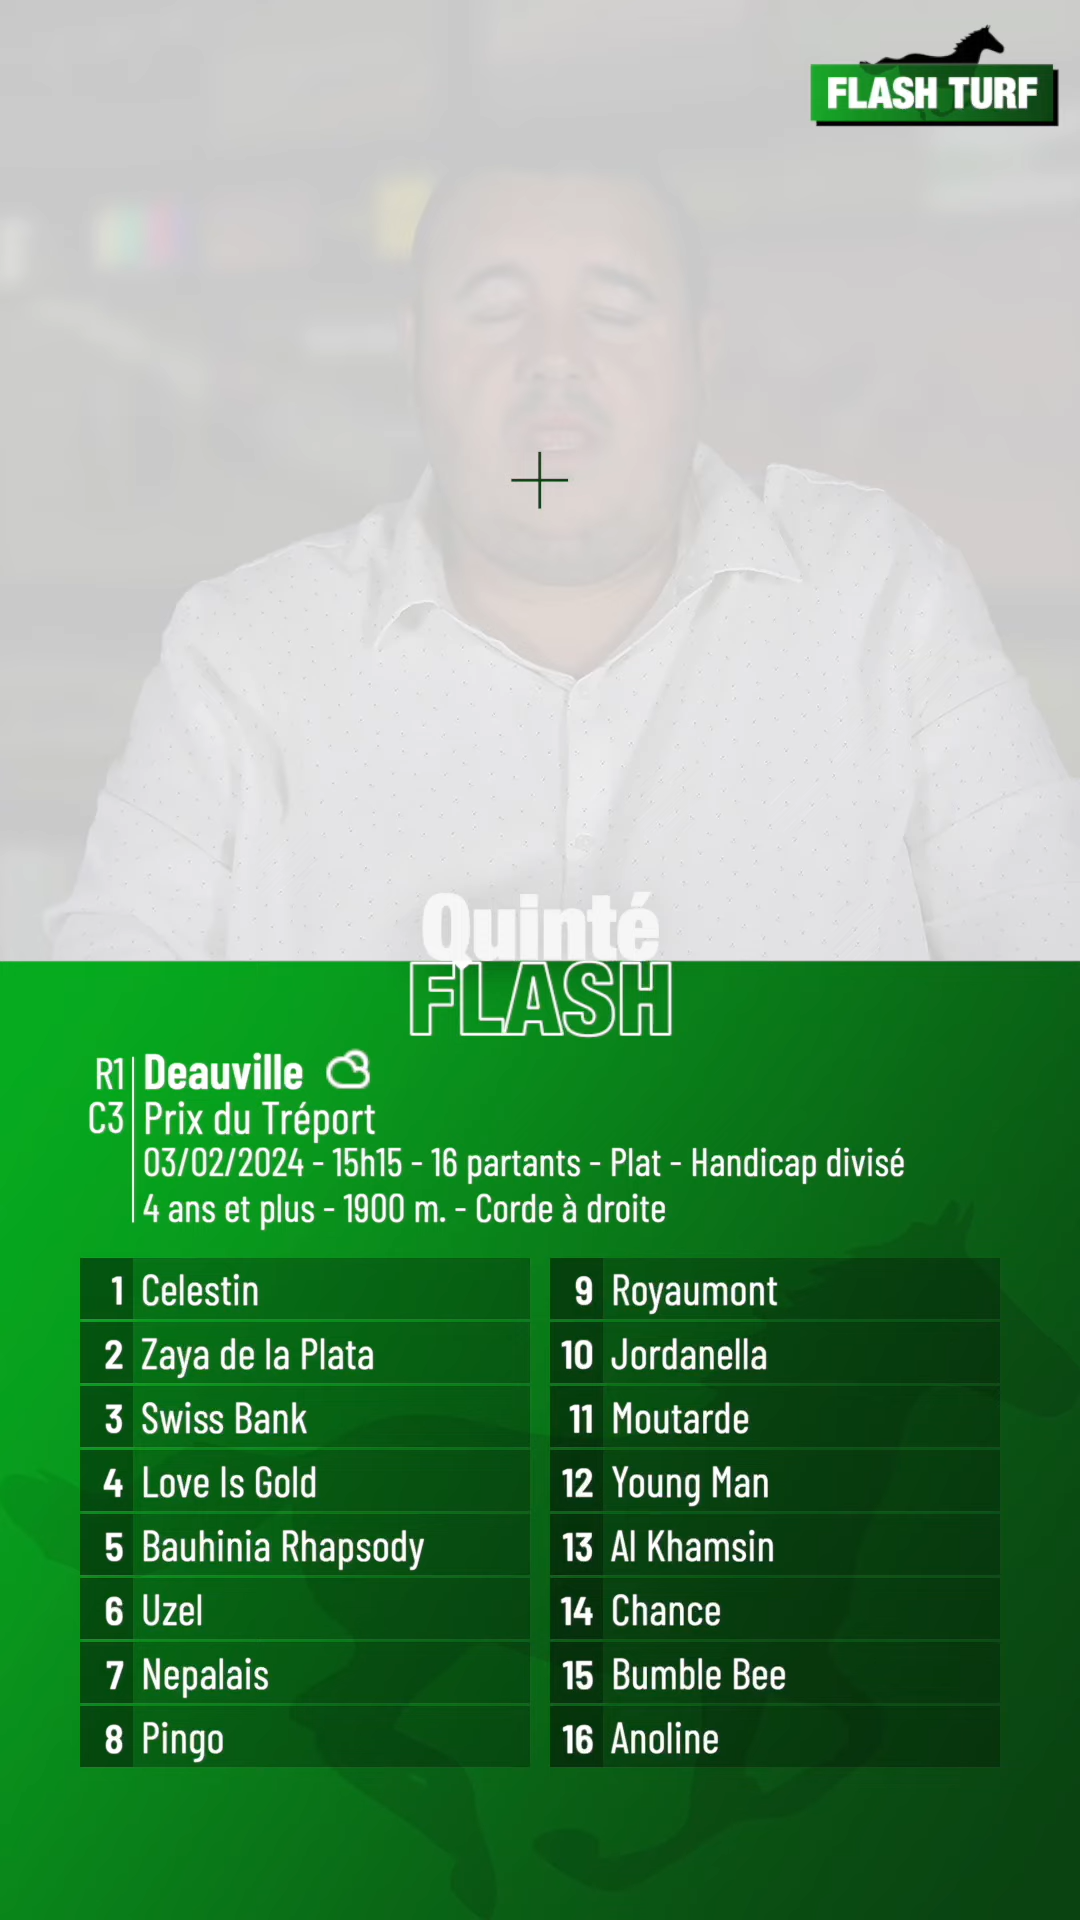 FLASH TURF
Quinté
FLASH
R1 Deauville
C3 Prix du Tréport
03/02/2024 - 15h15 - 16 partants - Plat - Handicap divisé
4 ans et plus - 1900 m. - Corde à droite
1 Celestin
2 Zaya de la Plata
3 Swiss Bank
4 Love Is Gold
5 Bauhinia Rhapsody
6 Uzel
7 Nepalais
8 Pingo
9 Royaumont
10 Jordanella
11 Moutarde
12 Young Man
13 Al Khamsin
14 Chance
15 Bumble Bee
16 Anoline